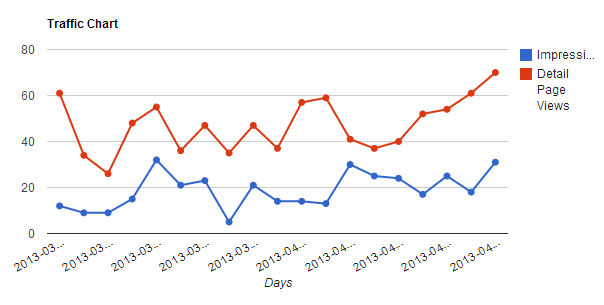 Traffic Chart
80
60
40
20
0
Impressi...
Detail
Page
Views
2013-03...
2013-03...
2013-03...
2013-03...
2013-03...
2013-04...
2013-04...
2013-04...
2013-04...
2013-04...
Days